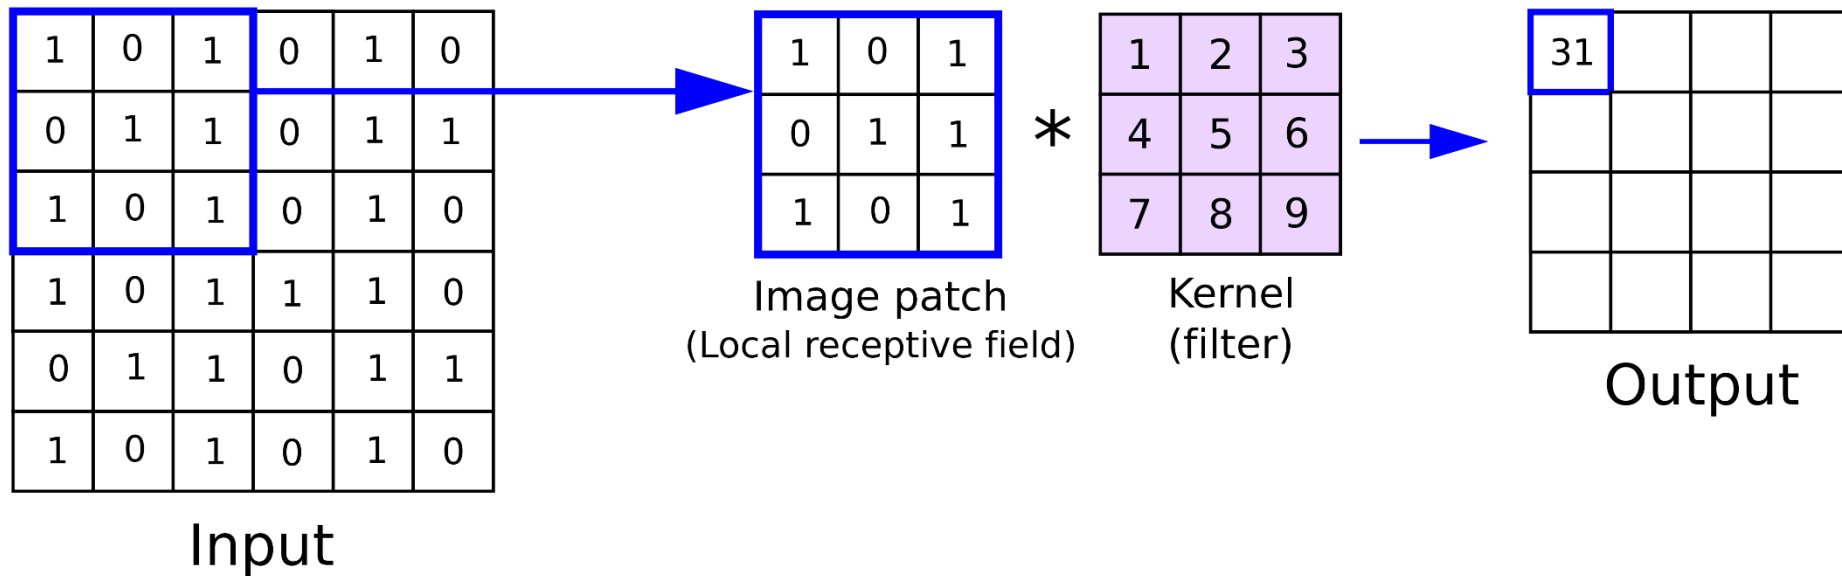 1 0 1 0 1 0
0 1 1 0 1 1
1 0 1 0 1 0
1 0 1 1 1 0
0 1 1 0 1 1
1 0 1 0 1 0
Input
1 0 1
0 1 1
1 0 1
Image patch
(Local receptive field)
*
1 2 3
4 5 6
7 8 9
Kernel
(filter)
31
Output